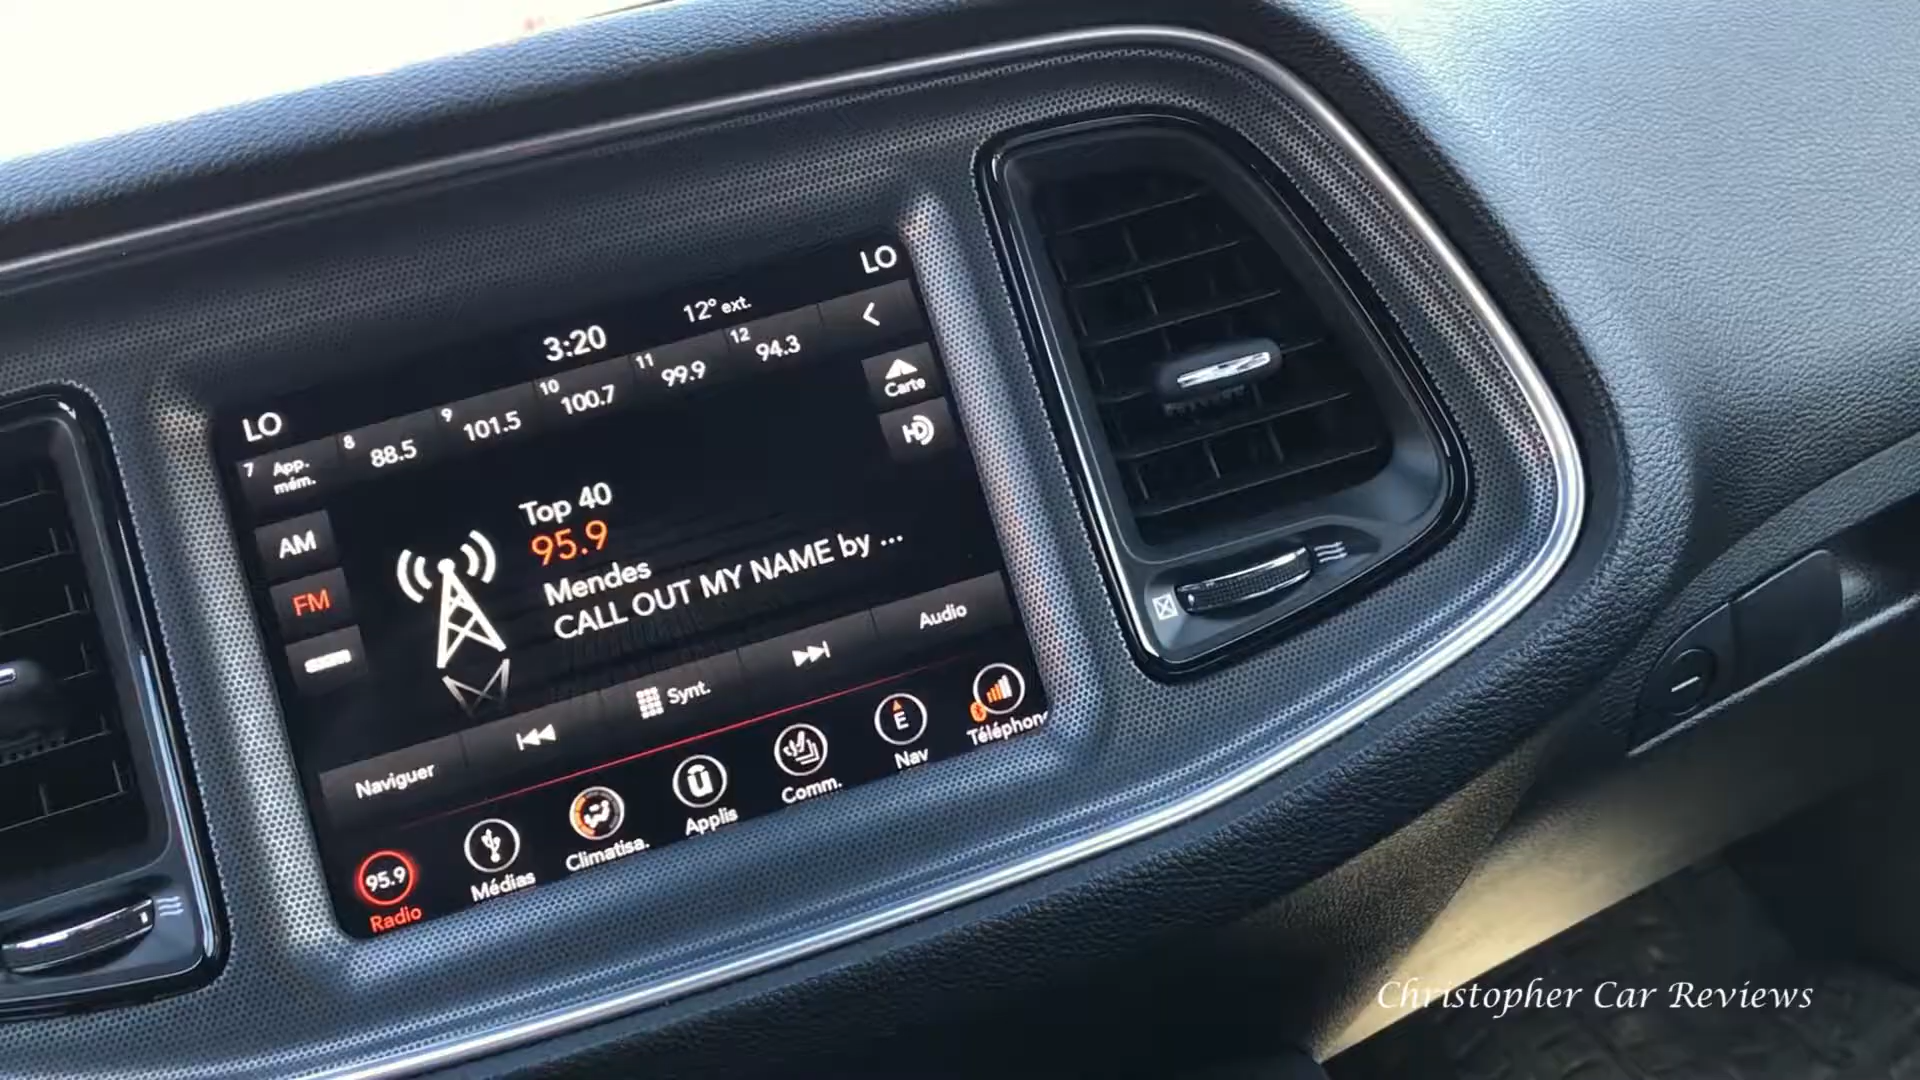 LO
3:20
12° ext.
LO
7 App. mém.
8 88.5
9 101.5
10 100.7
11 99.9
12 94.3
Carte
HD
AM
FM
Top 40
95.9
Mendes
CALL OUT MY NAME by ...
Naviguer
Synt.
Audio
95.9
Radio
Médias
Climatisa.
Applis
Comm.
E
Nav
Téléphone
Christopher Car Reviews